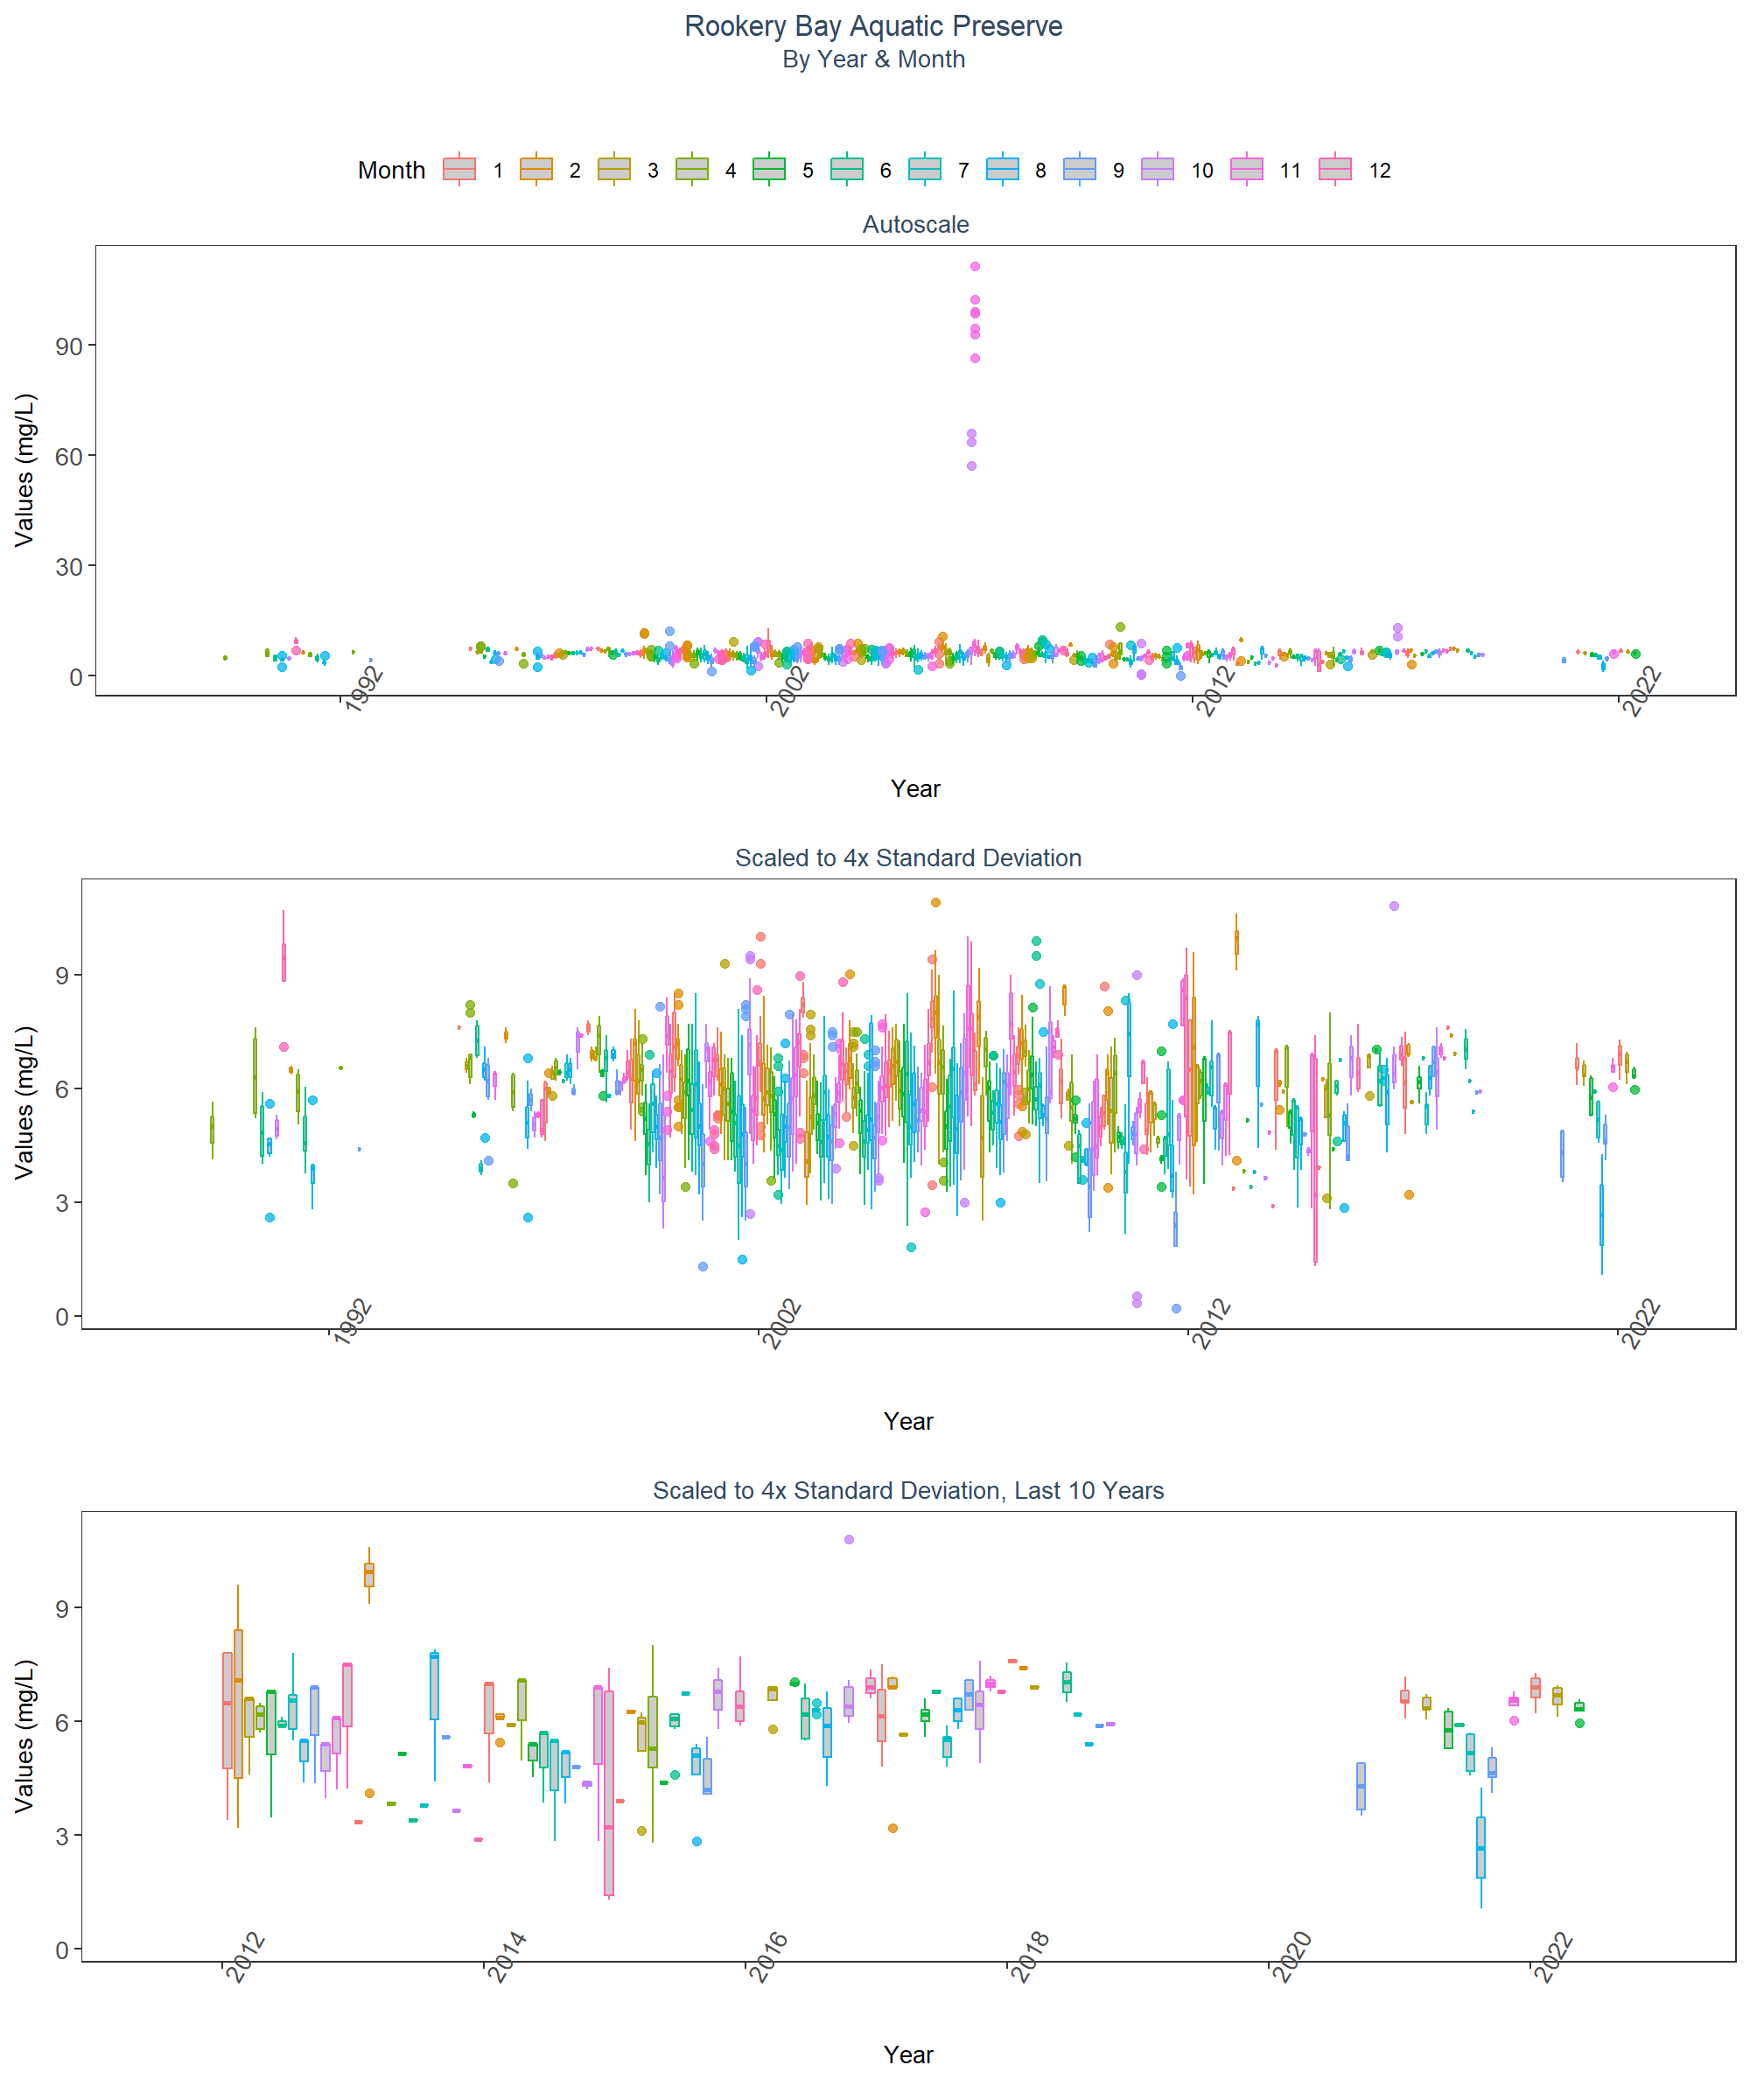 Rookery Bay Aquatic Preserve
By Year & Month
Month 1 2 3 4 5 6 7 8 9 10 11 12
Autoscale
Values (mg/L)
90
60
30
0
1992 2002 2012 2022
Year
Scaled to 4x Standard Deviation
Values (mg/L)
9
6
3
0
1992 2002 2012 2022
Year
Scaled to 4x Standard Deviation, Last 10 Years
Values (mg/L)
9
6
3
0
2012 2014 2016 2018 2020 2022
Year